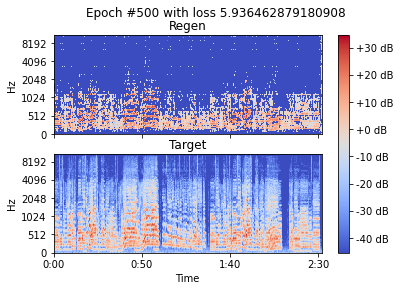 Epoch #500 with loss 5.936462879180908
Regen
Hz
8192
4096
2048
1024
512
0
Target
Hz
8192
4096
2048
1024
512
0
0:00
0:50
1:40
2:30
Time
+30 dB
+20 dB
+10 dB
+0 dB
-10 dB
-20 dB
-30 dB
-40 dB